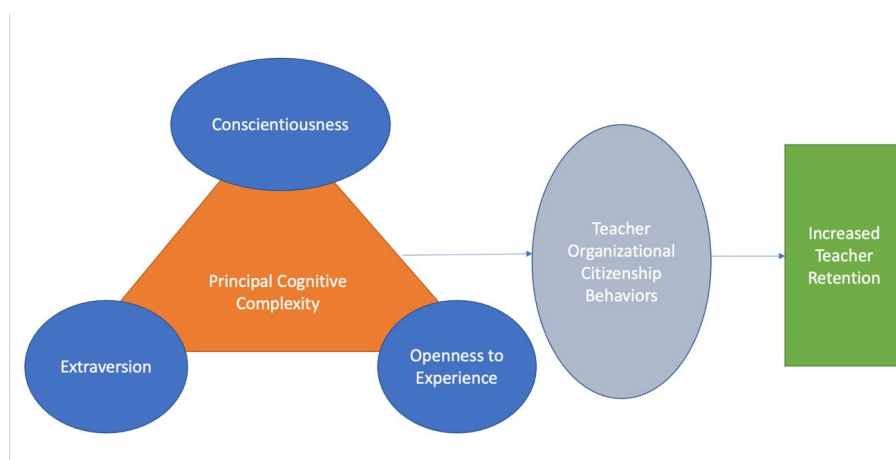 Conscientiousness
Principal Cognitive
Complexity
Extraversion
Openness to
Experience
Teacher
Organizational
Citizenship
Behaviors
Increased
Teacher
Retention